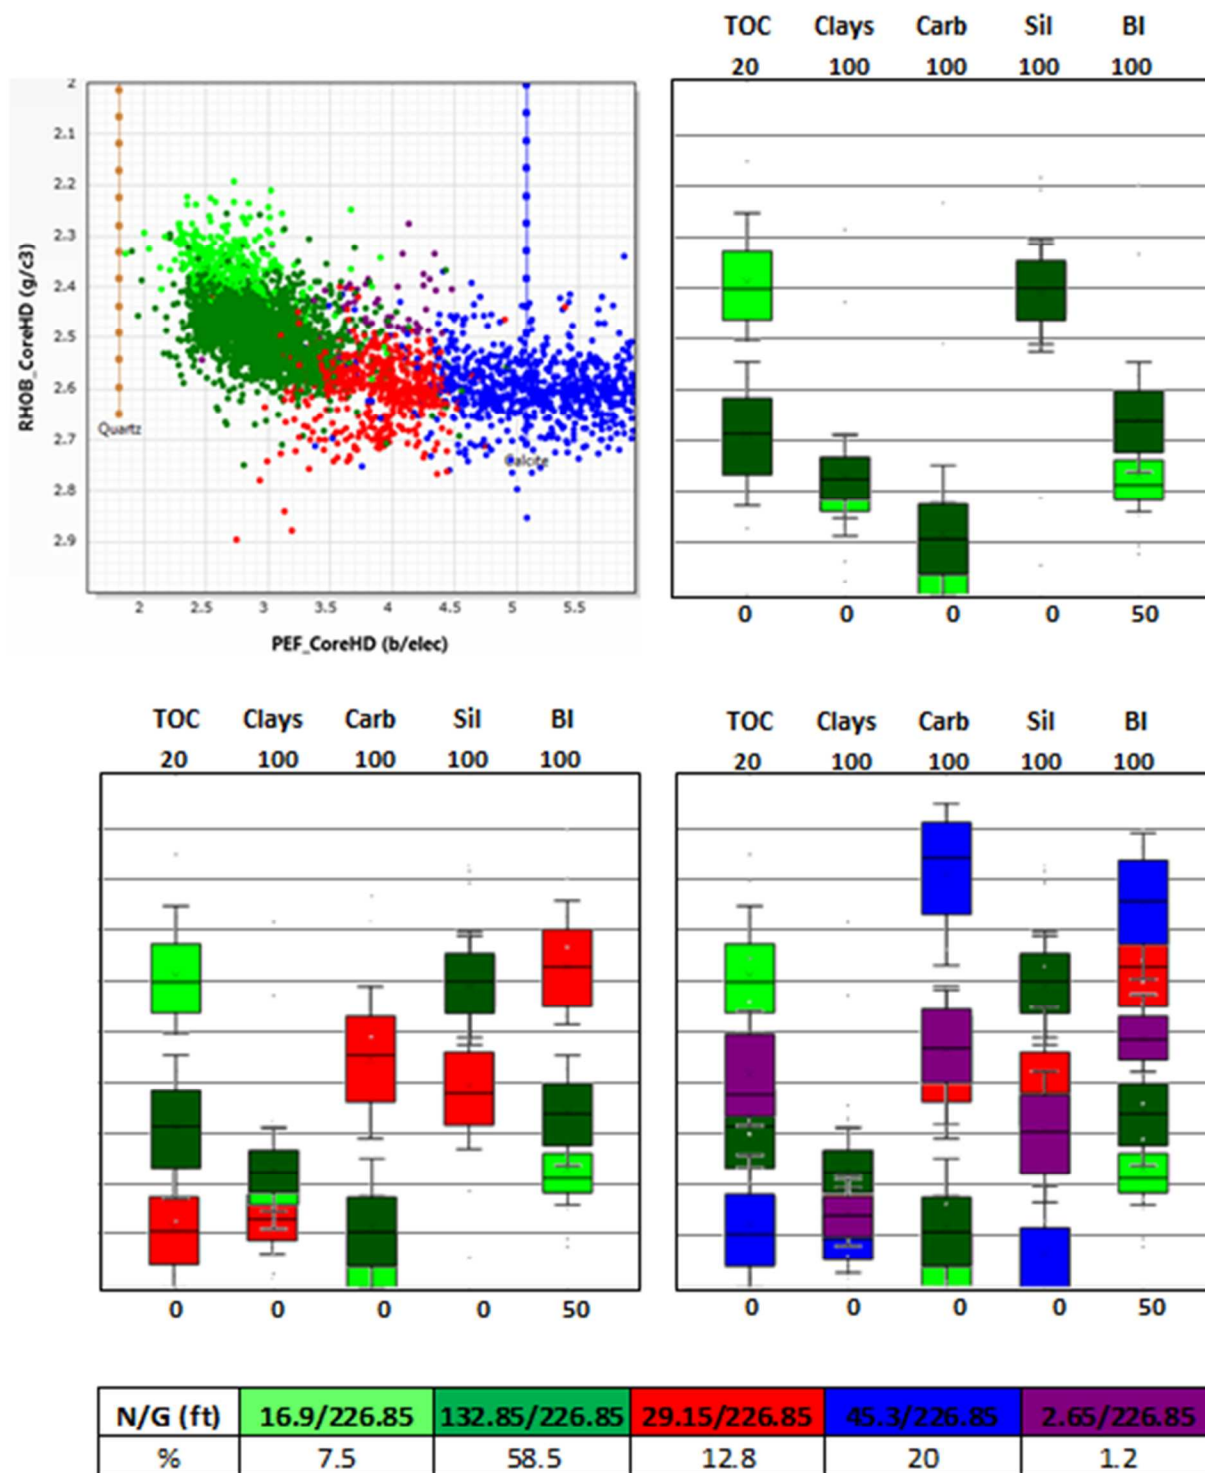 TOC Clays Carb Sil BI
20 100 100 100 100
2
2.1
2.2
2.3
2.4
2.5
2.6
2.7
2.8
2.9
RHOB_CoreHD (g/c3)
Quartz
Calcite
2 2.5 3 3.5 4 4.5 5 5.5
PEF_CoreHD (b/elec)
0 0 0 0 50
TOC Clays Carb Sil BI
20 100 100 100 100
0 0 0 0 50
TOC Clays Carb Sil BI
20 100 100 100 100
0 0 0 0 50
N/G (ft) 16.9/226.85 132.85/226.85 29.15/226.85 45.3/226.85 2.65/226.85
% 7.5 58.5 12.8 20 1.2